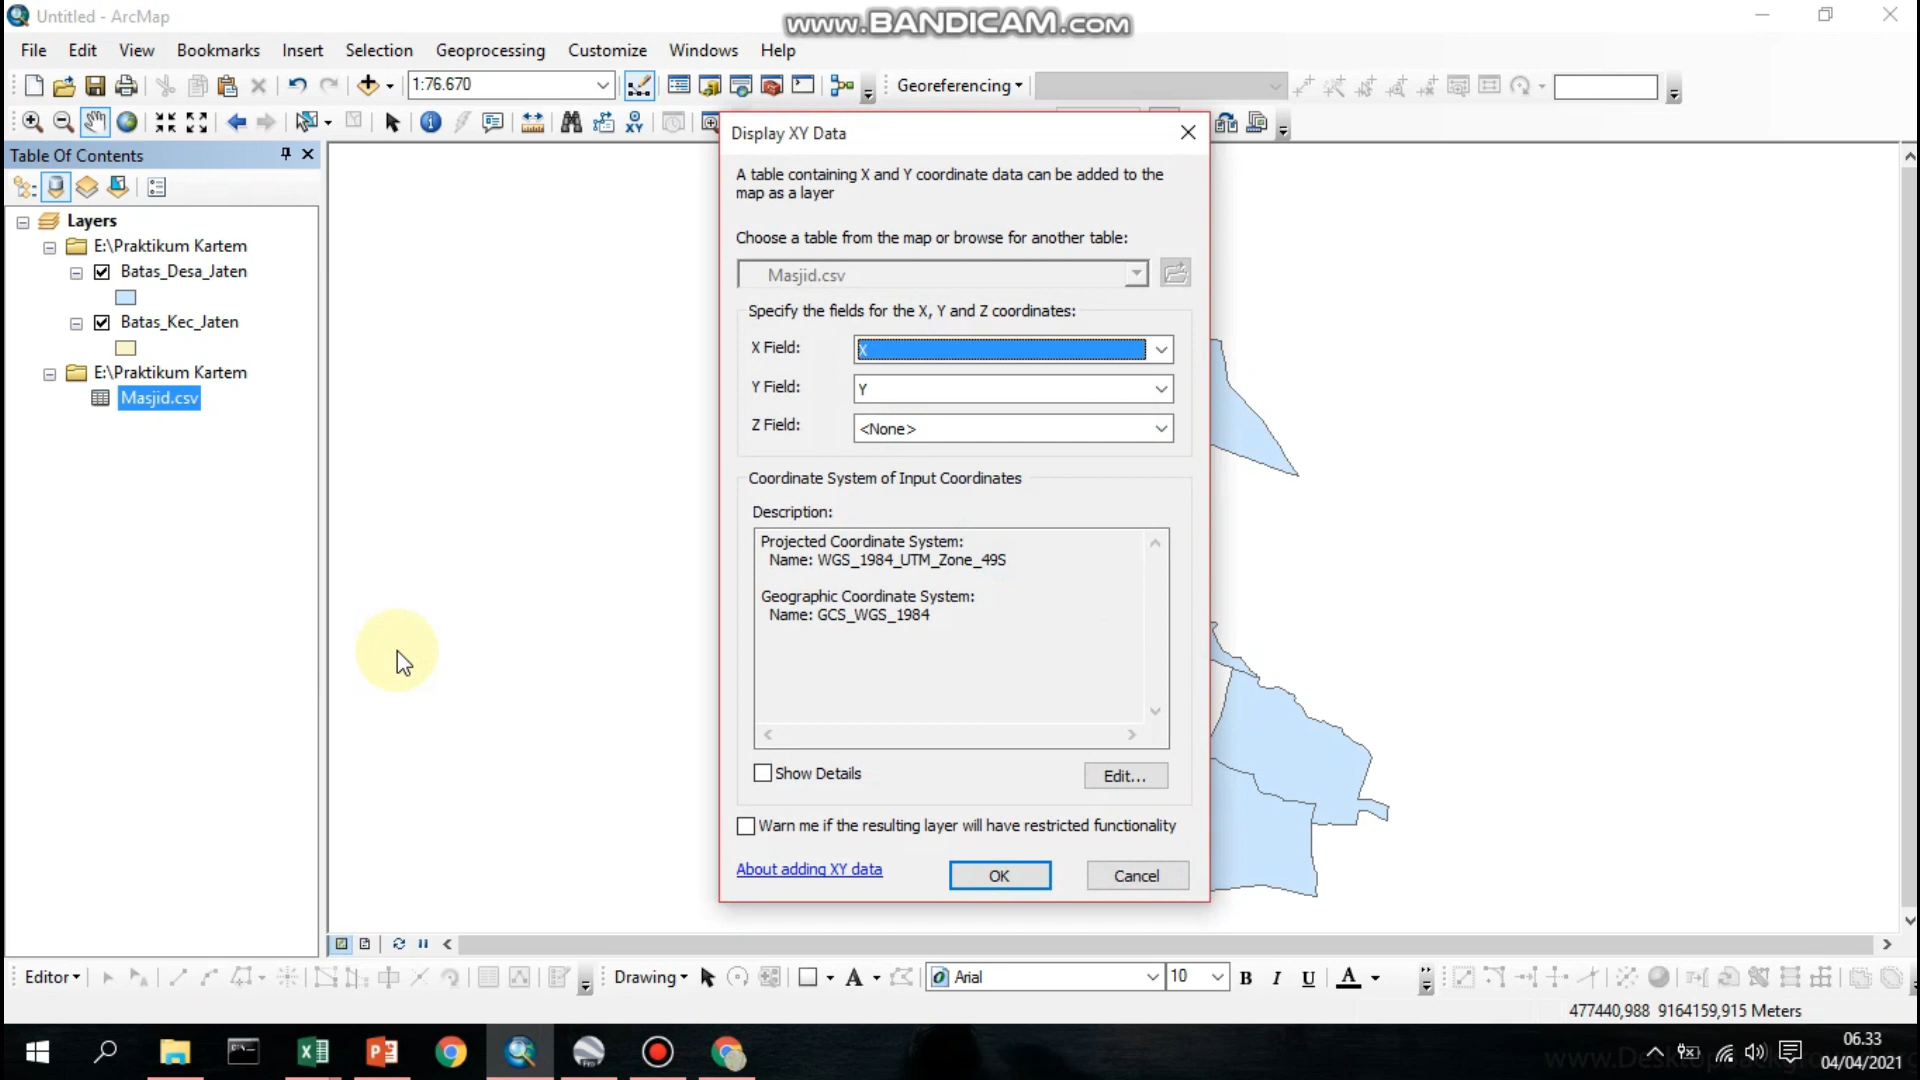 Untitled - ArcMap
www.BANDICAM.com
File Edit View Bookmarks Insert Selection Geoprocessing Customize Windows Help
1:76.670
Georeferencing
Table Of Contents
Layers
E:\Praktikum Kartem
Batas_Desa_Jaten
Batas_Kec_Jaten
E:\Praktikum Kartem
Masjid.csv
Display XY Data
A table containing X and Y coordinate data can be added to the
map as a layer
Choose a table from the map or browse for another table:
Masjid.csv
Specify the fields for the X, Y and Z coordinates:
X Field: X
Y Field: Y
Z Field: <None>
Coordinate System of Input Coordinates
Description:
Projected Coordinate System:
Name: WGS_1984_UTM_Zone_49S
Geographic Coordinate System:
Name: GCS_WGS_1984
Show Details
Edit...
Warn me if the resulting layer will have restricted functionality
About adding XY data
OK
Cancel
Editor
Drawing
A
Arial
10
B I U A
477440,988 9164159,915 Meters
06.33
04/04/2021